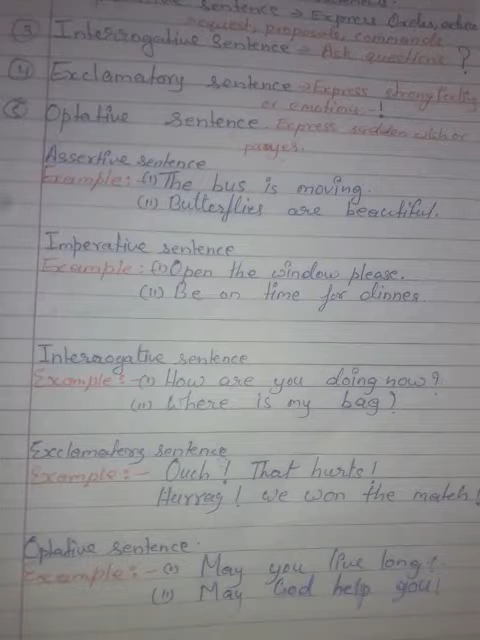 sentence → Express Order, advice
request, proposals, commands
③ Interrogative sentence → Ask questions ?
④ Exclamatory sentence → Express strong feeling
or emotions - !
⑤ Optative sentence. Express sudden wish or
prayes.
Assertive sentence
Example: (i) The bus is moving.
(ii) Butterflies are beautiful.
Imperative sentence
Example: (i) Open the window please.
(ii) Be on time for dinner.
Interrogative sentence
Example:- (i) How are you doing now?
(ii) Where is my bag?
Exclamatory sentence
Example:- Ouch! That hurts!
Hurray! We won the match!
Optative sentence.
Example:- (i) May you live long!
(ii) May God help you!